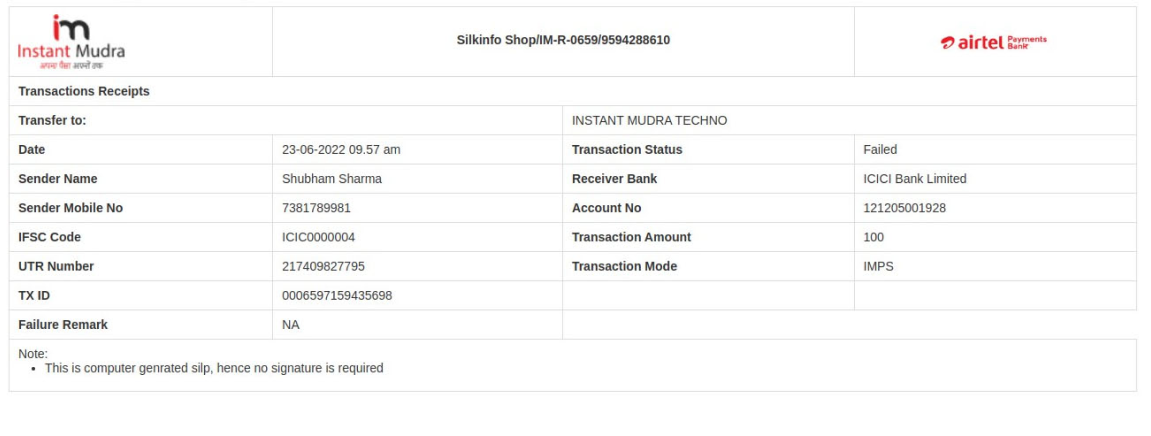 im
Instant Mudra
अपना पैसा अपनों तक
Silkinfo Shop/IM-R-0659/9594288610
airtel Payments Bank
Transactions Receipts
Transfer to: INSTANT MUDRA TECHNO
Date 23-06-2022 09.57 am Transaction Status Failed
Sender Name Shubham Sharma Receiver Bank ICICI Bank Limited
Sender Mobile No 7381789981 Account No 121205001928
IFSC Code ICIC0000004 Transaction Amount 100
UTR Number 217409827795 Transaction Mode IMPS
TX ID 0006597159435698
Failure Remark NA
Note:
• This is computer genrated silp, hence no signature is required